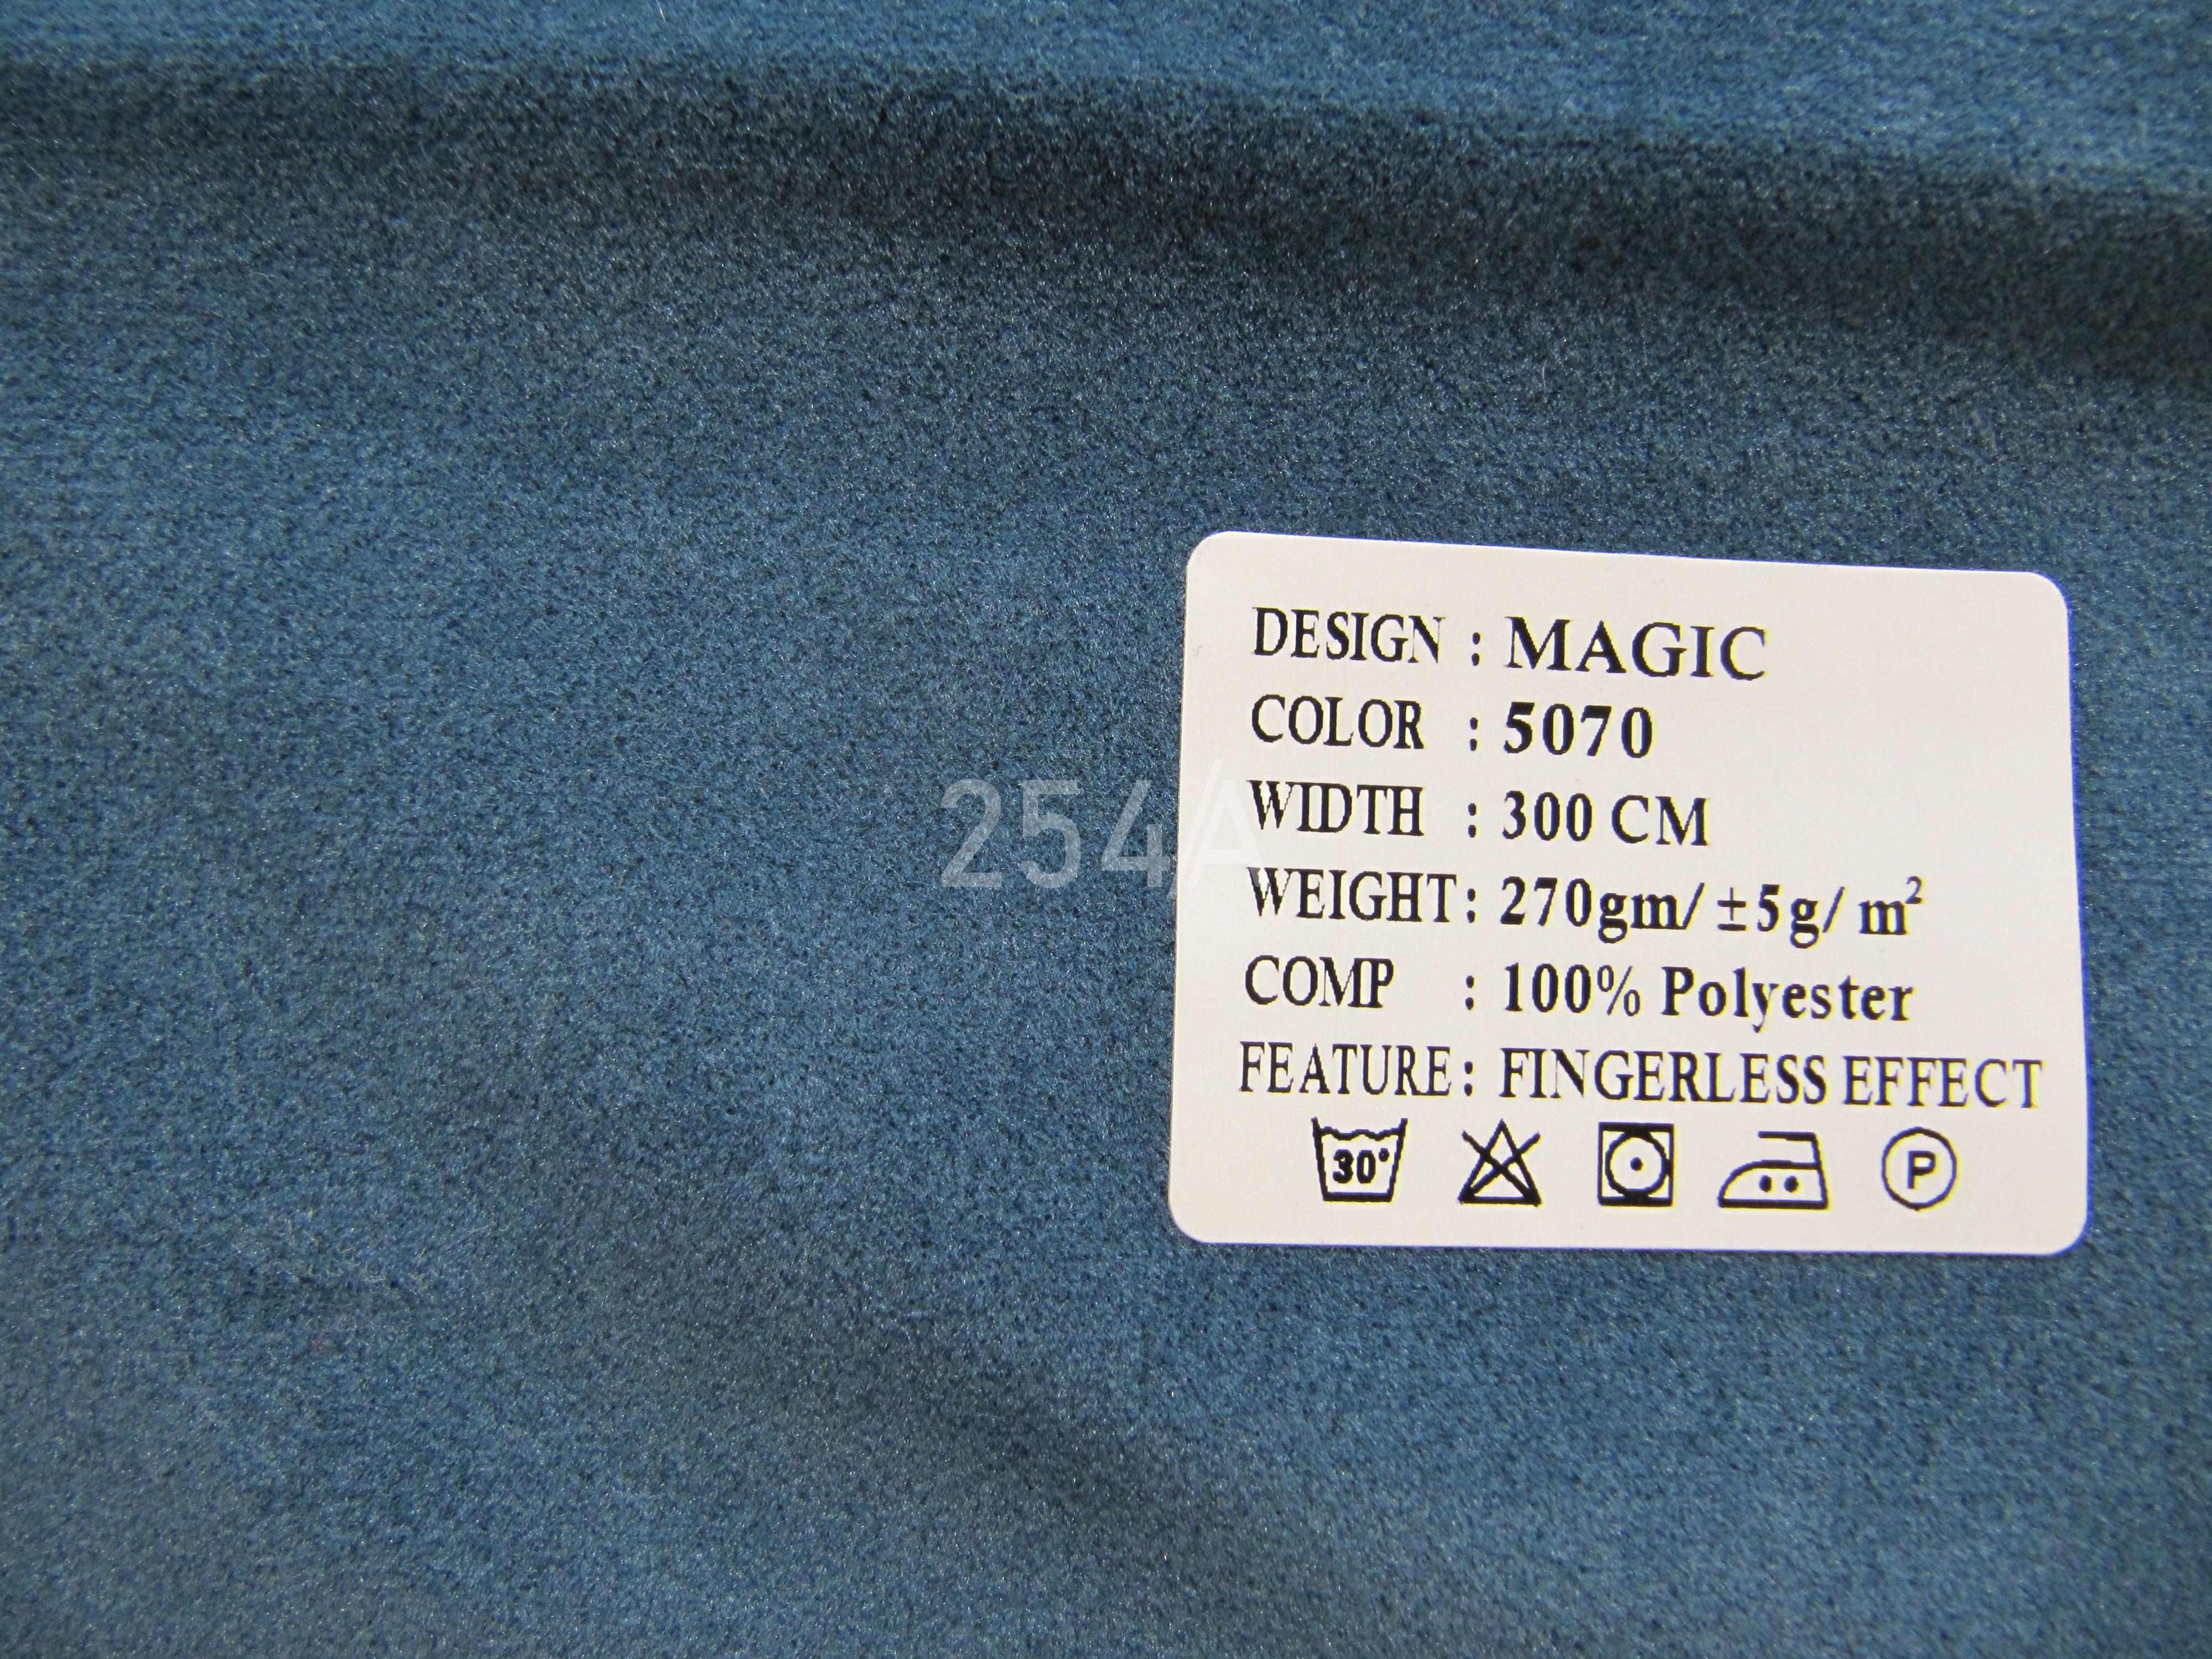 DESIGN : MAGIC
COLOR : 5070
WIDTH : 300 CM
254/A
WEIGHT : 270gm/ ±5g/ m²
COMP : 100% Polyester
FEATURE : FINGERLESS EFFECT
30°
P